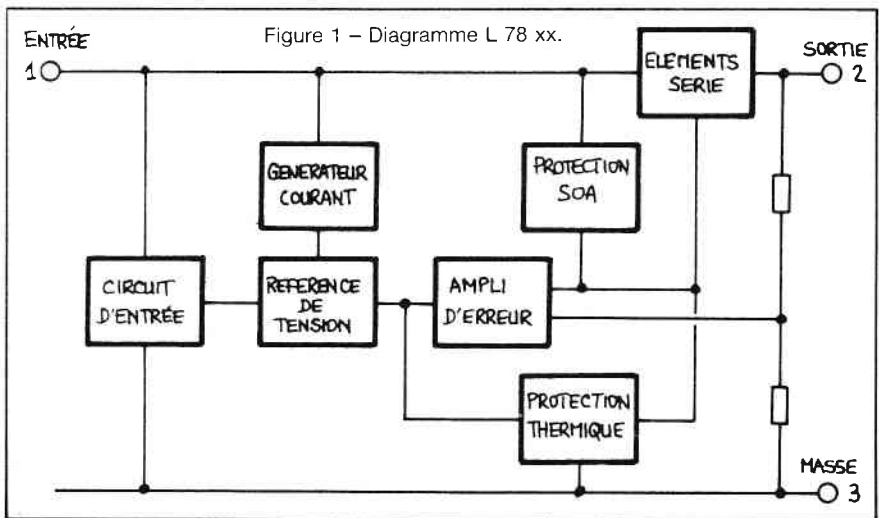 Figure 1 – Diagramme L 78 xx.
ENTRÉE
1
ELEMENTS
SERIE
SORTIE
2
GENERATEUR
COURANT
PROTECTION
SOA
CIRCUIT
D'ENTRÉE
REFERENCE
DE
TENSION
AMPLI
D'ERREUR
PROTECTION
THERMIQUE
MASSE
3